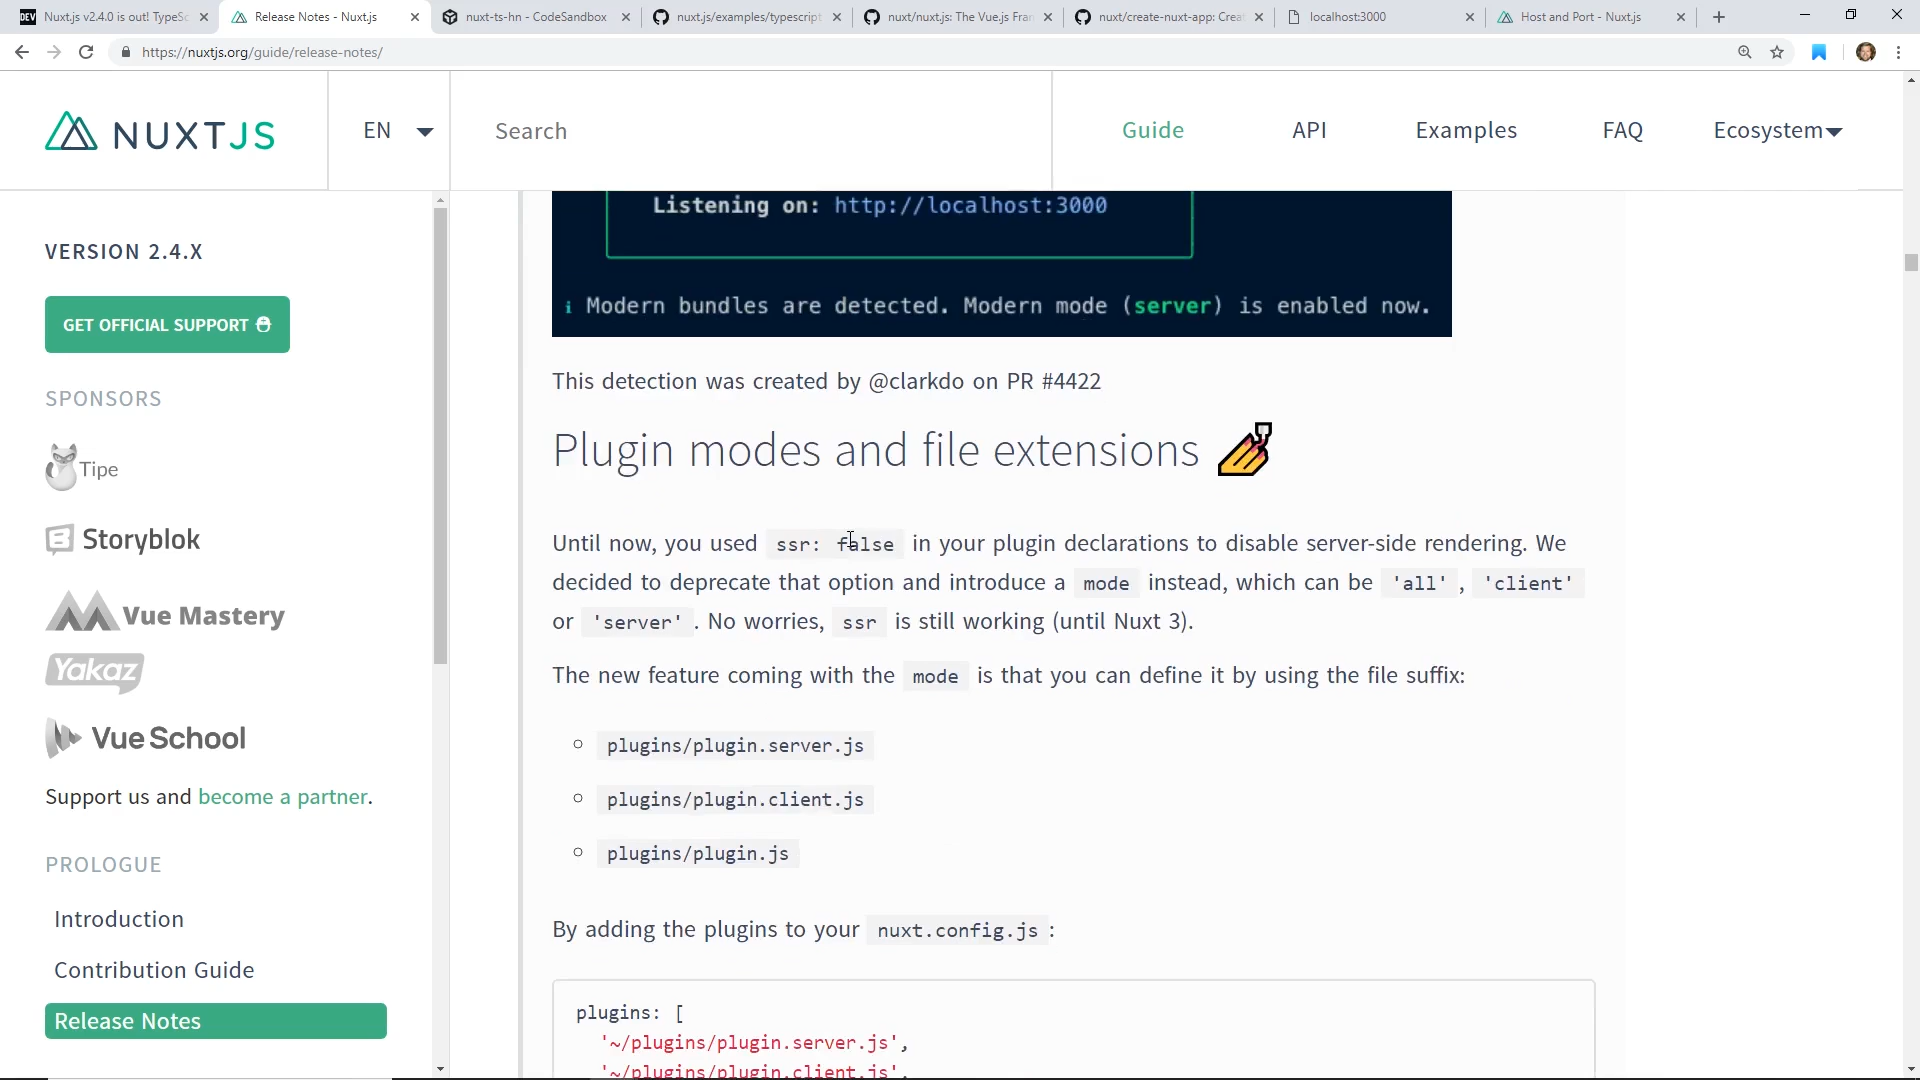 Nuxt.js v2.4.0 is out! TypeSc
Release Notes - Nuxt.js
nuxt-ts-hn - CodeSandbox
nuxt.js/examples/typescript
nuxt/nuxt.js: The Vue.js Fran
nuxt/create-nuxt-app: Creat
localhost:3000
Host and Port - Nuxt.js
https://nuxtjs.org/guide/release-notes/
NUXTJS
EN
Search
Guide
API
Examples
FAQ
Ecosystem
VERSION 2.4.X
GET OFFICIAL SUPPORT
SPONSORS
Tipe
Storyblok
Vue Mastery
Yakaz
Vue School
Support us and become a partner.
PROLOGUE
Introduction
Contribution Guide
Release Notes
Listening on: http://localhost:3000
i Modern bundles are detected. Modern mode (server) is enabled now.
This detection was created by @clarkdo on PR #4422
Plugin modes and file extensions 💅
Until now, you used ssr: false in your plugin declarations to disable server-side rendering. We
decided to deprecate that option and introduce a mode instead, which can be 'all' , 'client'
or 'server' . No worries, ssr is still working (until Nuxt 3).
The new feature coming with the mode is that you can define it by using the file suffix:
plugins/plugin.server.js
plugins/plugin.client.js
plugins/plugin.js
By adding the plugins to your nuxt.config.js :
plugins: [
'~/plugins/plugin.server.js',
'~/plugins/plugin.client.js',